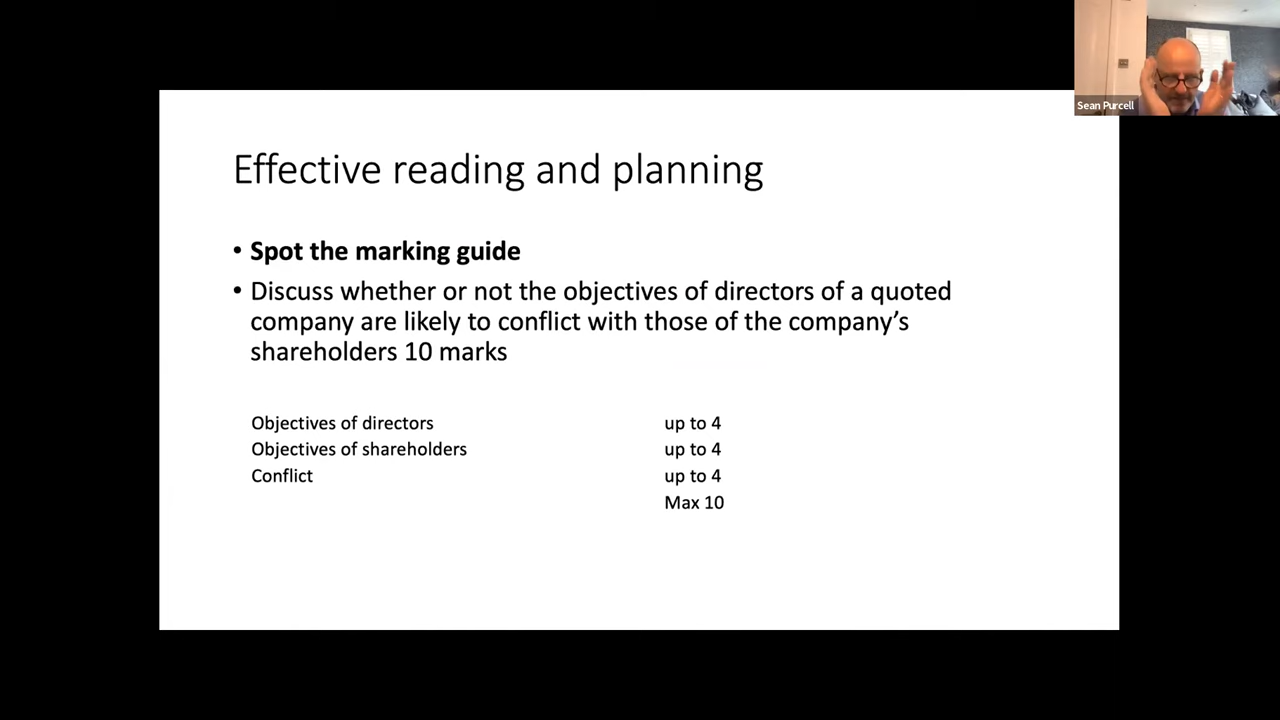 Sean Purcell
Effective reading and planning
• Spot the marking guide
• Discuss whether or not the objectives of directors of a quoted
company are likely to conflict with those of the company’s
shareholders 10 marks
Objectives of directors up to 4
Objectives of shareholders up to 4
Conflict up to 4
Max 10